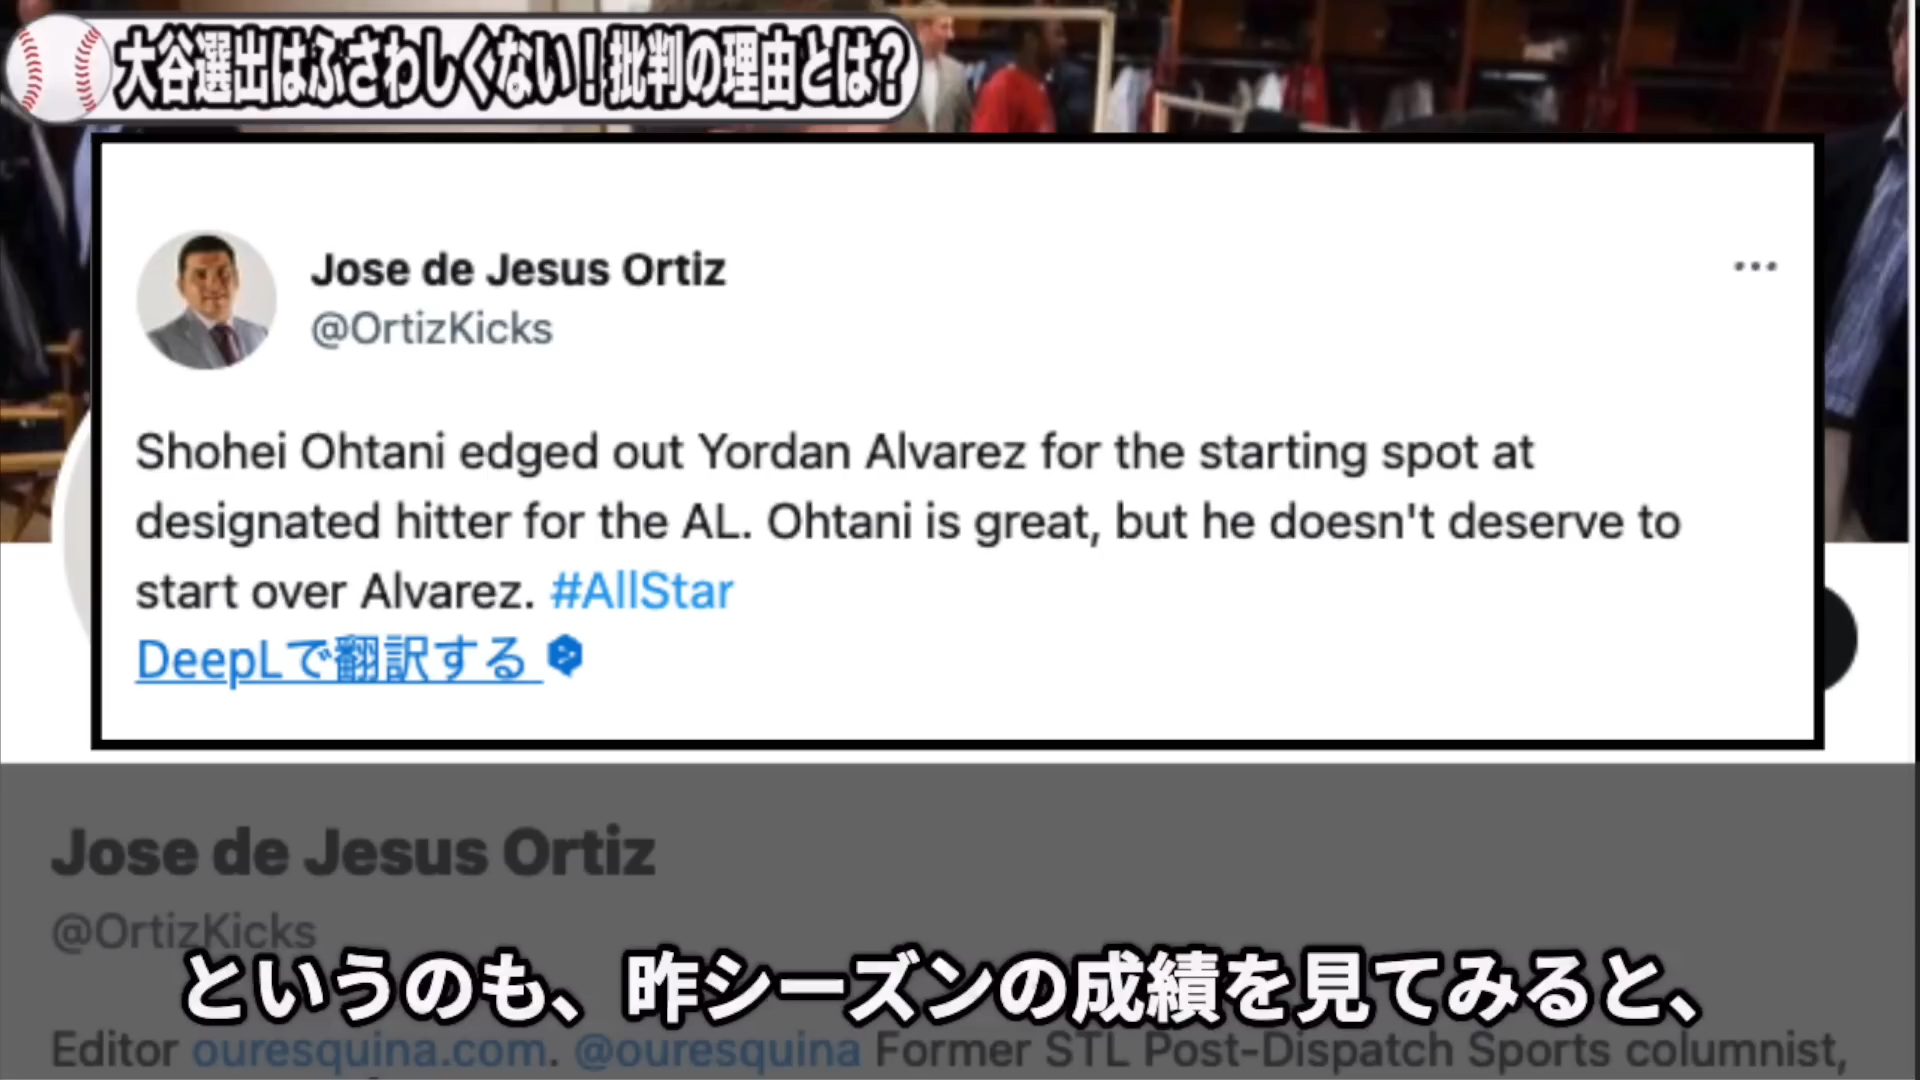 大谷選出はふさわしくない！批判の理由とは？
Jose de Jesus Ortiz
@OrtizKicks
Shohei Ohtani edged out Yordan Alvarez for the starting spot at
designated hitter for the AL. Ohtani is great, but he doesn't deserve to
start over Alvarez. #AllStar
DeepLで翻訳する
Jose de Jesus Ortiz
@OrtizKicks
というのも、昨シーズンの成績を見てみると、
Editor ouresquina.com. @ouresquina Former STL Post-Dispatch Sports columnist,